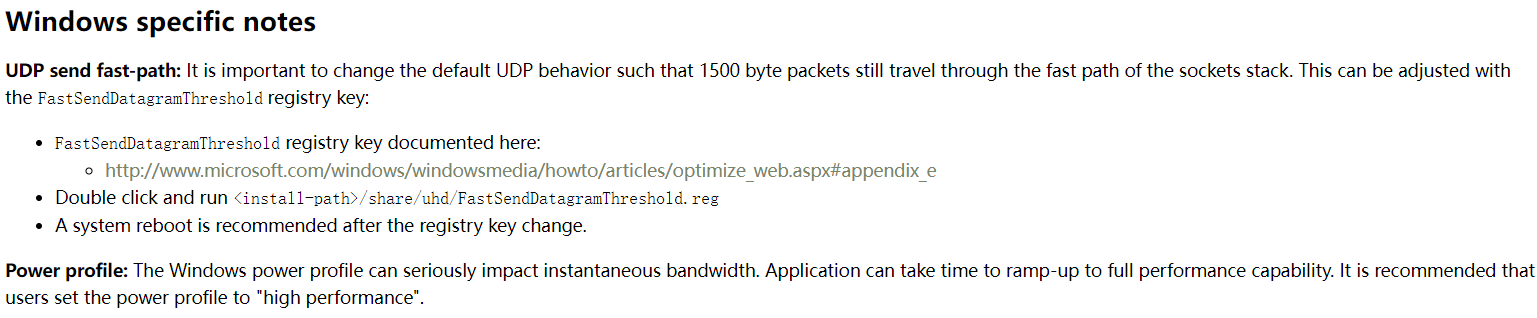 Windows specific notes
UDP send fast-path: It is important to change the default UDP behavior such that 1500 byte packets still travel through the fast path of the sockets stack. This can be adjusted with
the FastSendDatagramThreshold registry key:
• FastSendDatagramThreshold registry key documented here:
◦ http://www.microsoft.com/windows/windowsmedia/howto/articles/optimize_web.aspx#appendix_e
• Double click and run <install-path>/share/uhd/FastSendDatagramThreshold.reg
• A system reboot is recommended after the registry key change.
Power profile: The Windows power profile can seriously impact instantaneous bandwidth. Application can take time to ramp-up to full performance capability. It is recommended that
users set the power profile to "high performance".